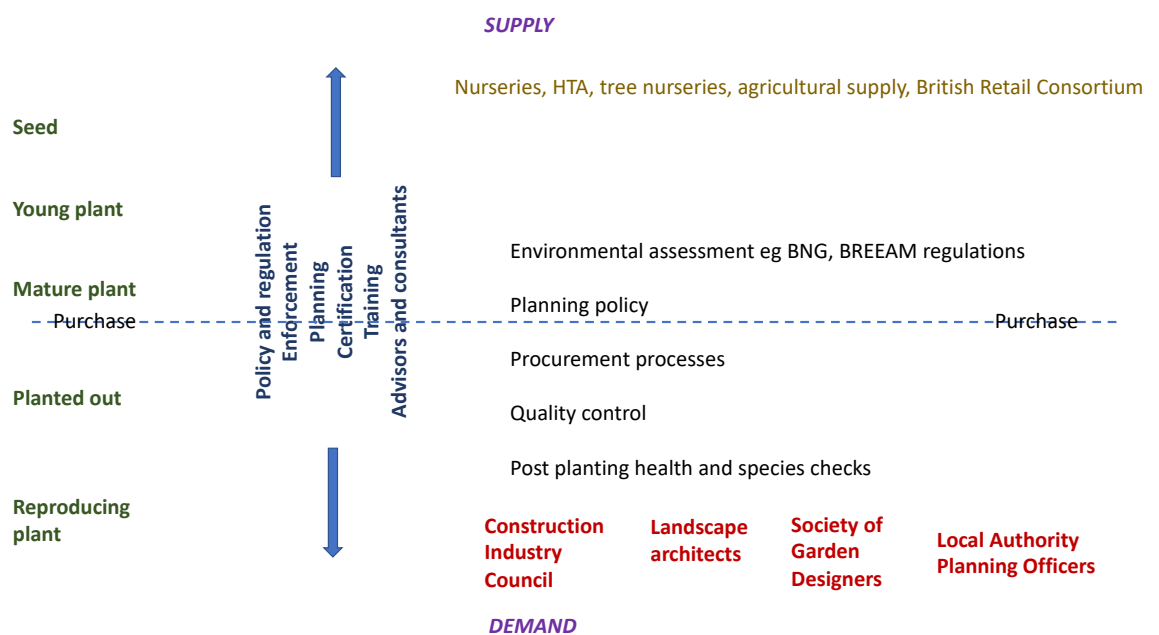 SUPPLY
Nurseries, HTA, tree nurseries, agricultural supply, British Retail Consortium
Seed
Young plant
Mature plant
Purchase
Planted out
Reproducing
plant
Policy and regulation
Enforcement
Planning
Certification
Training
Advisors and consultants
Environmental assessment eg BNG, BREEAM regulations
Planning policy
Purchase
Procurement processes
Quality control
Post planting health and species checks
Construction
Industry
Council
Landscape
architects
Society of
Garden
Designers
Local Authority
Planning Officers
DEMAND